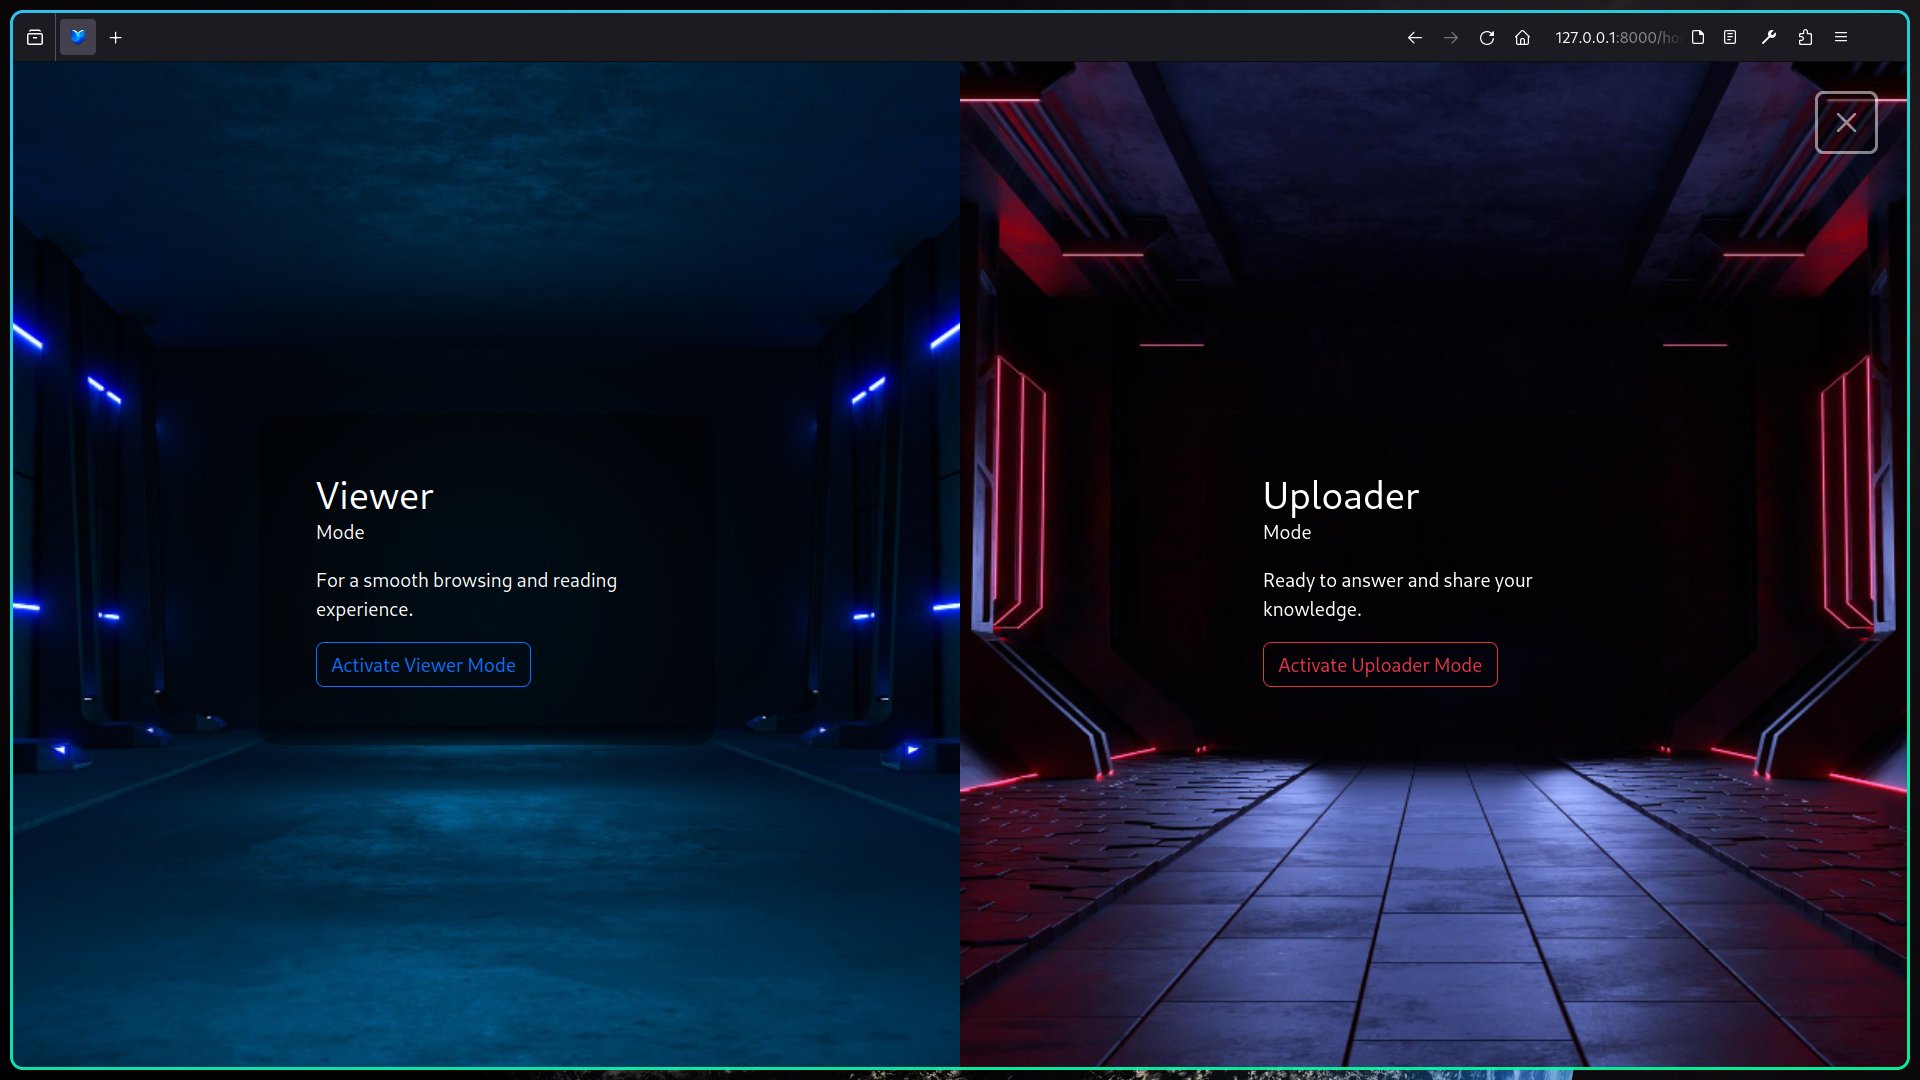 127.0.0.1:8000/ho
Viewer
Mode
For a smooth browsing and reading
experience.
Activate Viewer Mode
Uploader
Mode
Ready to answer and share your
knowledge.
Activate Uploader Mode